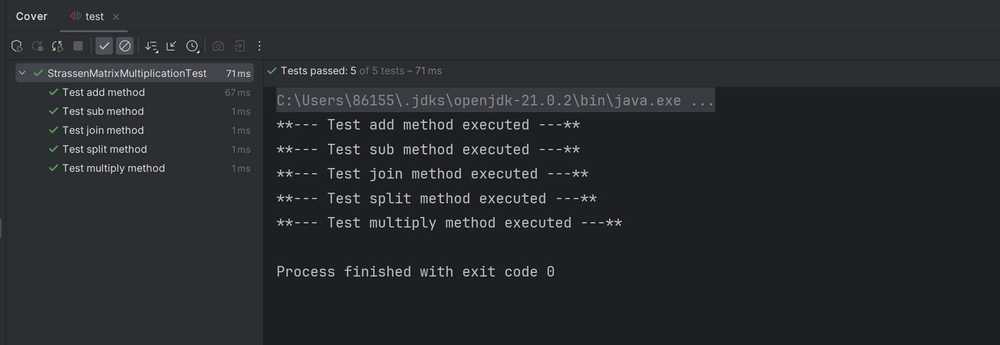 Cover test
StrassenMatrixMultiplicationTest 71 ms
Test add method 67 ms
Test sub method 1 ms
Test join method 1 ms
Test split method 1 ms
Test multiply method 1 ms
Tests passed: 5 of 5 tests – 71 ms
C:\Users\86155\.jdks\openjdk-21.0.2\bin\java.exe ...
**--- Test add method executed ---**
**--- Test sub method executed ---**
**--- Test join method executed ---**
**--- Test split method executed ---**
**--- Test multiply method executed ---**
Process finished with exit code 0